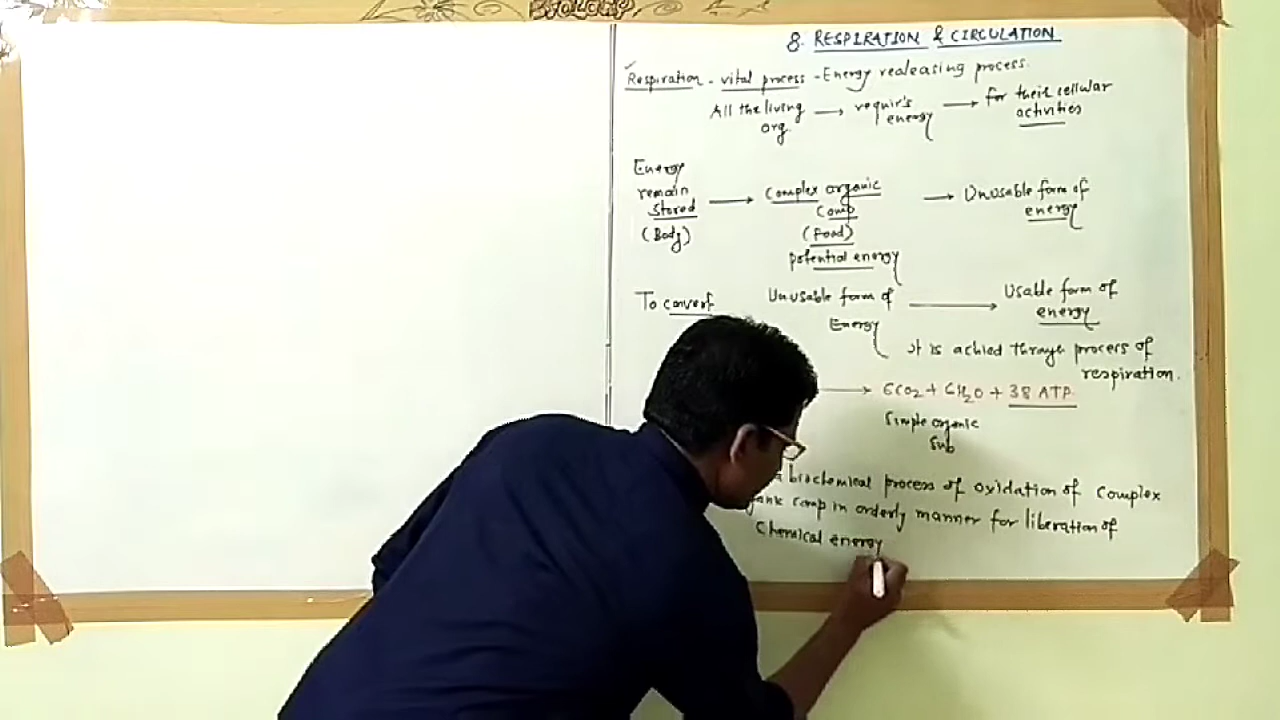 BIOLOGY
8. RESPIRATION & CIRCULATION
Respiration - vital process - Energy realeasing process.
All the living org. → requir's energy → for their cellular activities
Energy remain stored (Body) → Complex organic Comp (Food) potential energy → Unusable form of energy
To convert Unusable form of Energy → Usable form of energy
it is achied through process of
respiration.
→ 6CO2 + 6H2O + 38 ATP
Simple organic
Sub
a biochemical process of oxidation of complex
comp in orderly manner for liberation of
Chemical energy